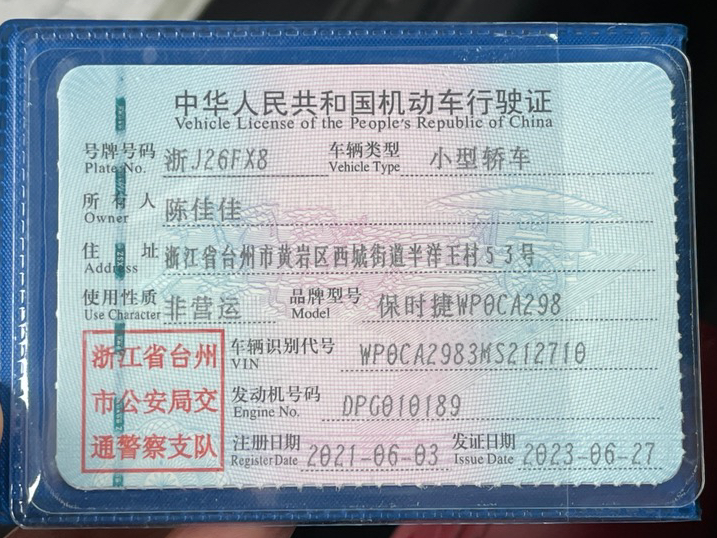 中华人民共和国机动车行驶证
Vehicle License of the People's Republic of China
号牌号码 浙J26FX8 车辆类型 小型轿车
Plate No. Vehicle Type
所有人 陈佳佳
Owner
住址 浙江省台州市黄岩区西城街道半洋王村53号
Address
使用性质 非营运 品牌型号 保时捷WP0CA298
Use Character Model
浙江省台州 车辆识别代号 WP0CA2983MS212710
VIN
市公安局交 发动机号码 DPG010189
Engine No.
通警察支队 注册日期 2021-06-03 发证日期 2023-06-27
Register Date Issue Date